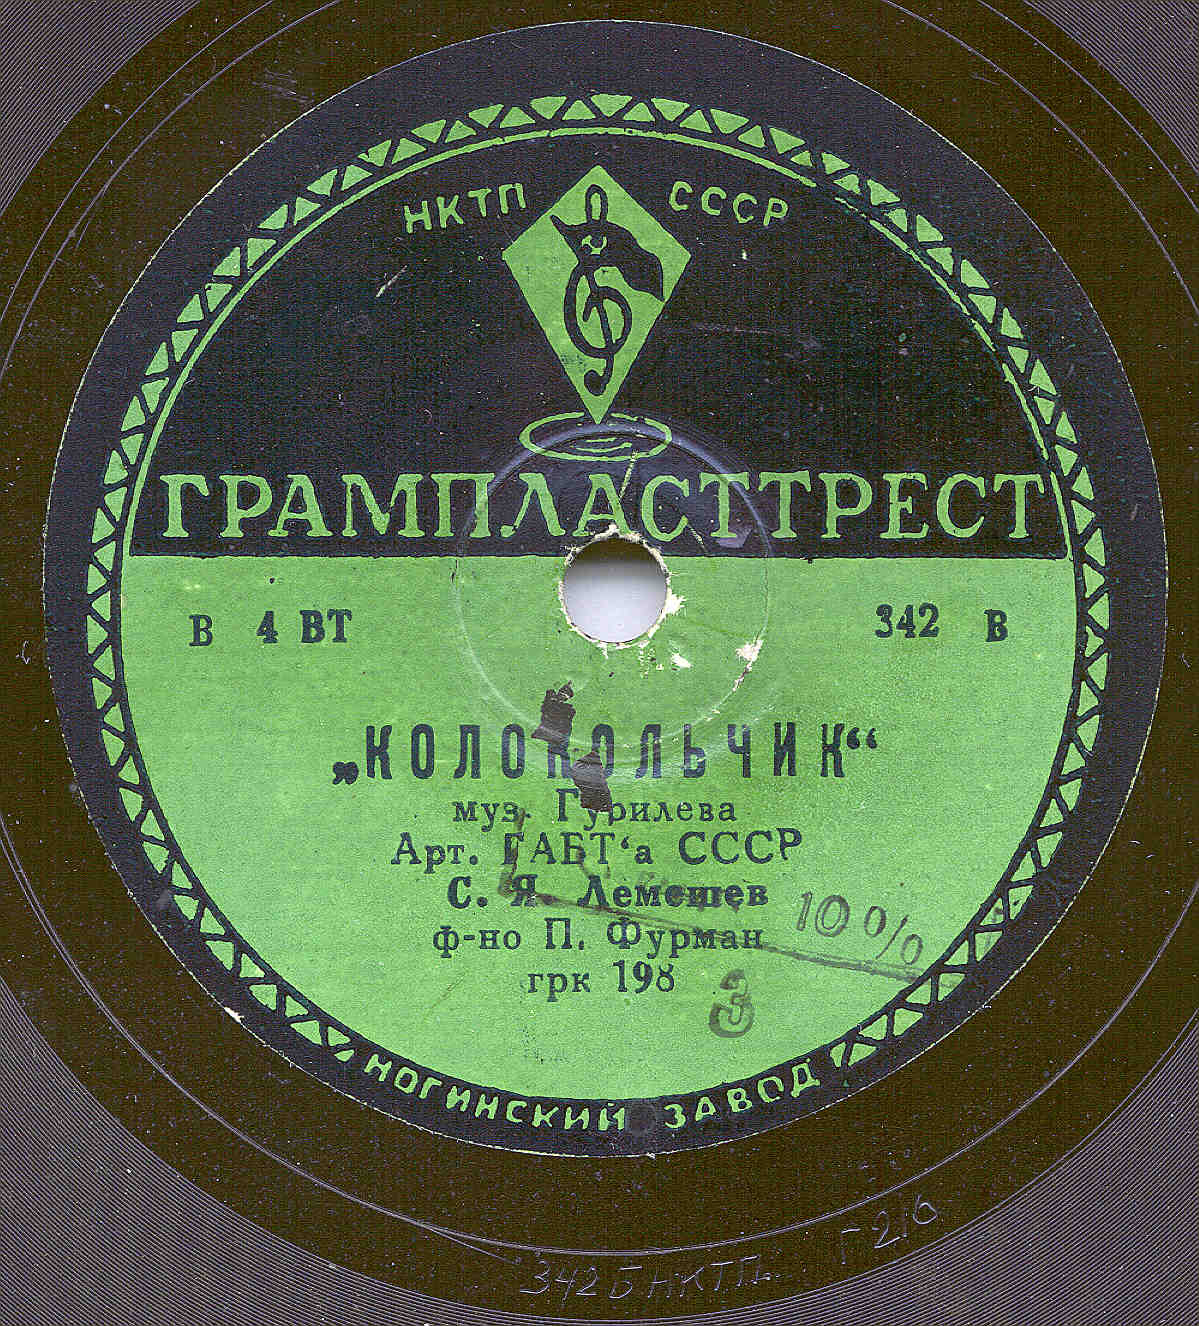 НКТП СССР
ГРАМПЛАСТТРЕСТ
В 4 ВТ 342 В
„КОЛОКОЛЬЧИК“
муз. Гурилева
Арт. ГАБТ‘а СССР
С. Я. Лемешев
ф-но П. Фурман
грк 198
10%
3
НОГИНСКИЙ ЗАВОД
342 Б НКТП Г216